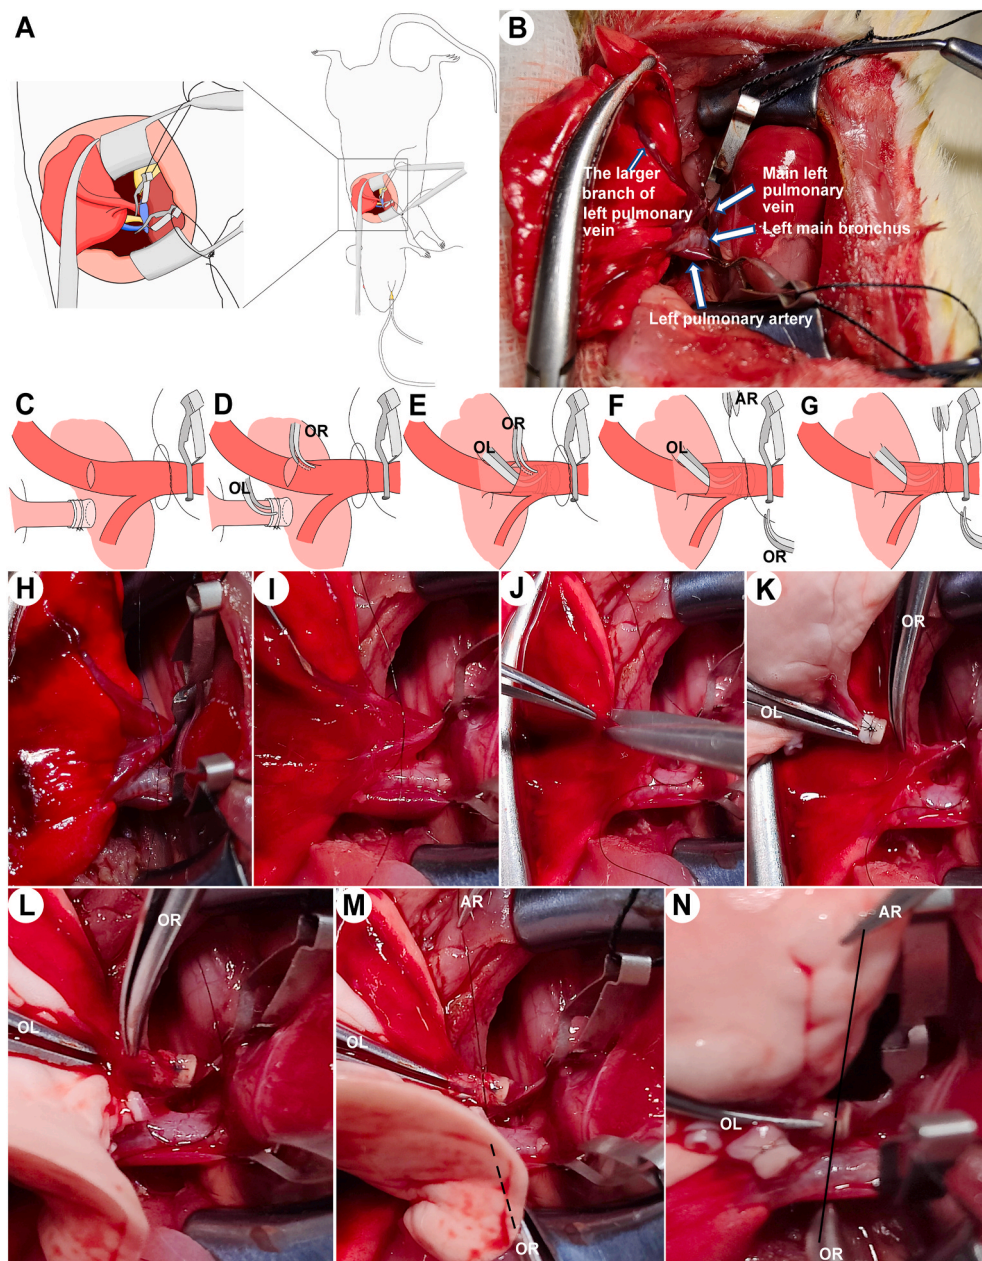 A
B
The larger
branch of
left pulmonary
vein
Main left
pulmonary
vein
Left main bronchus
Left pulmonary artery
C
D
OR
OL
E
OR
OL
F
AR
OL
OR
G
H
I
J
K
OR
OL
L
OR
OL
M
AR
OL
OR
N
AR
OL
OR